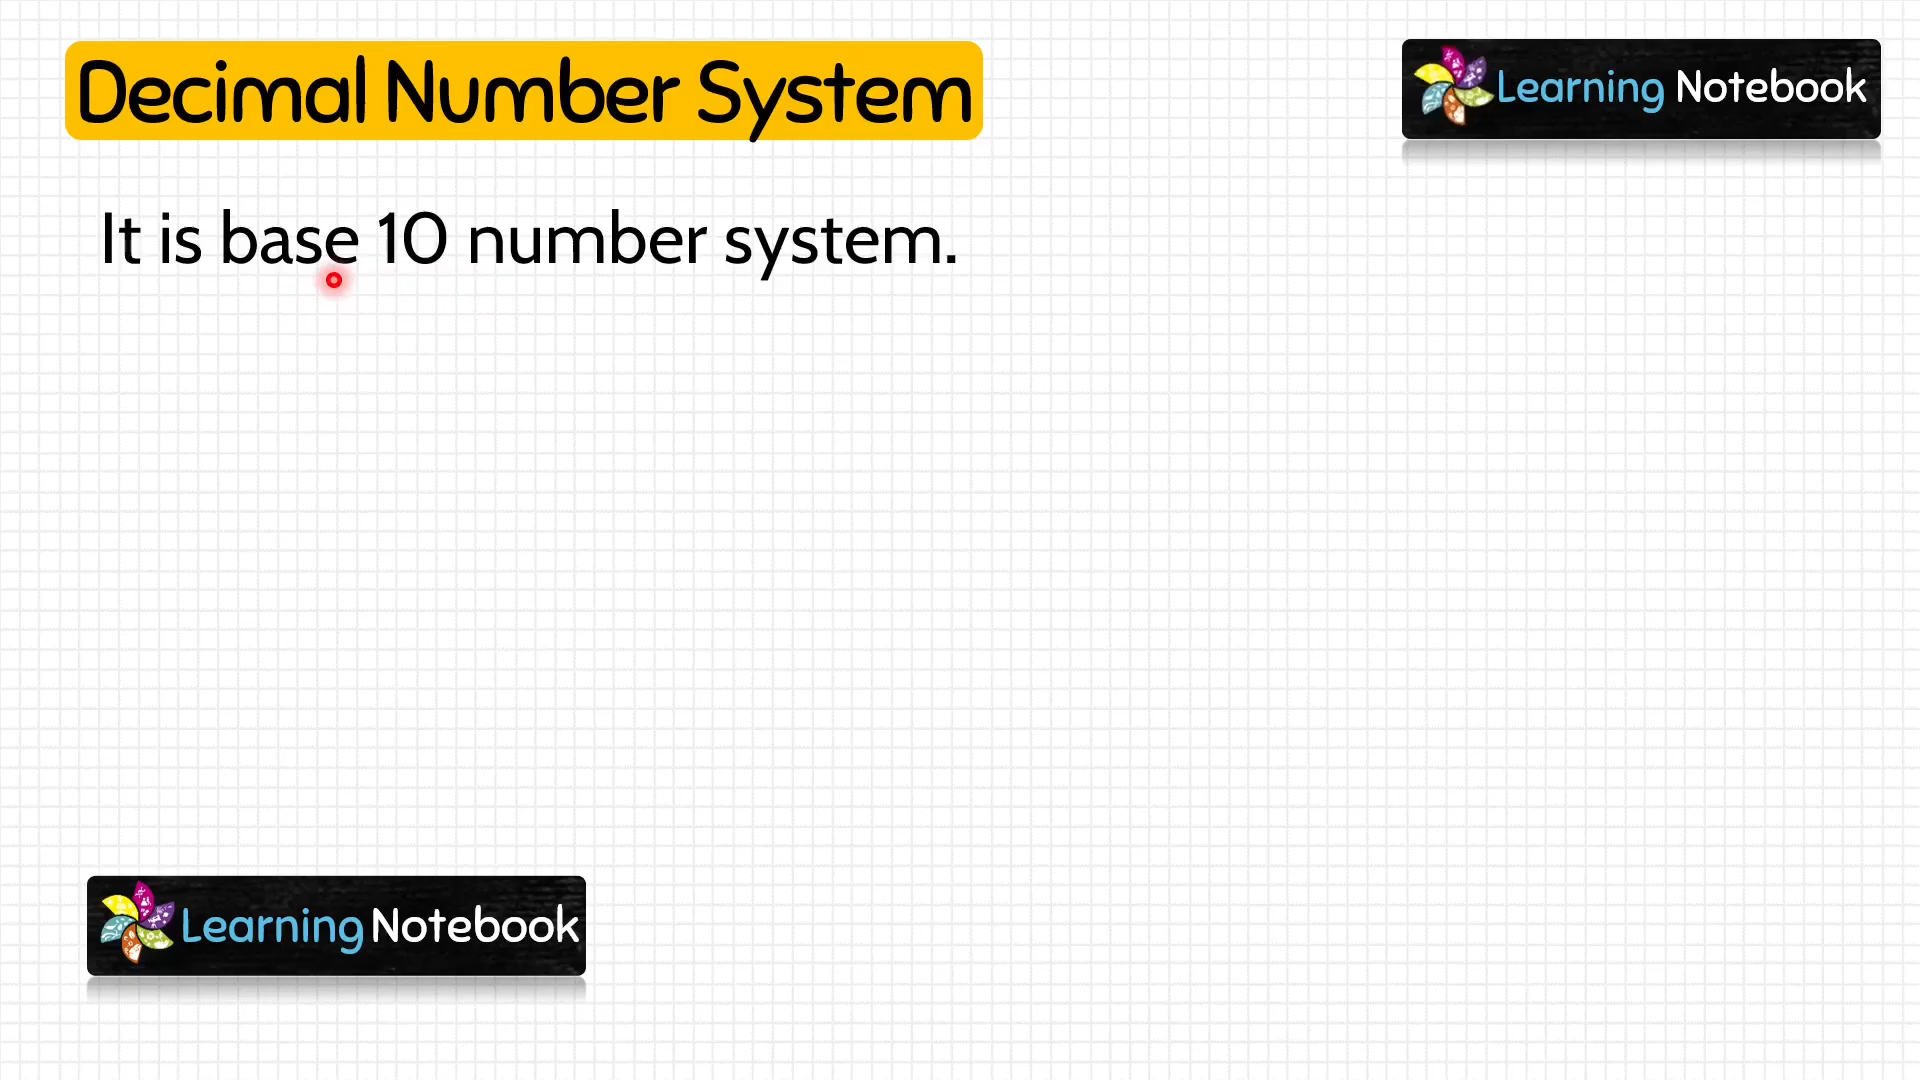 Decimal Number System
Learning Notebook
It is base 10 number system.
Learning Notebook